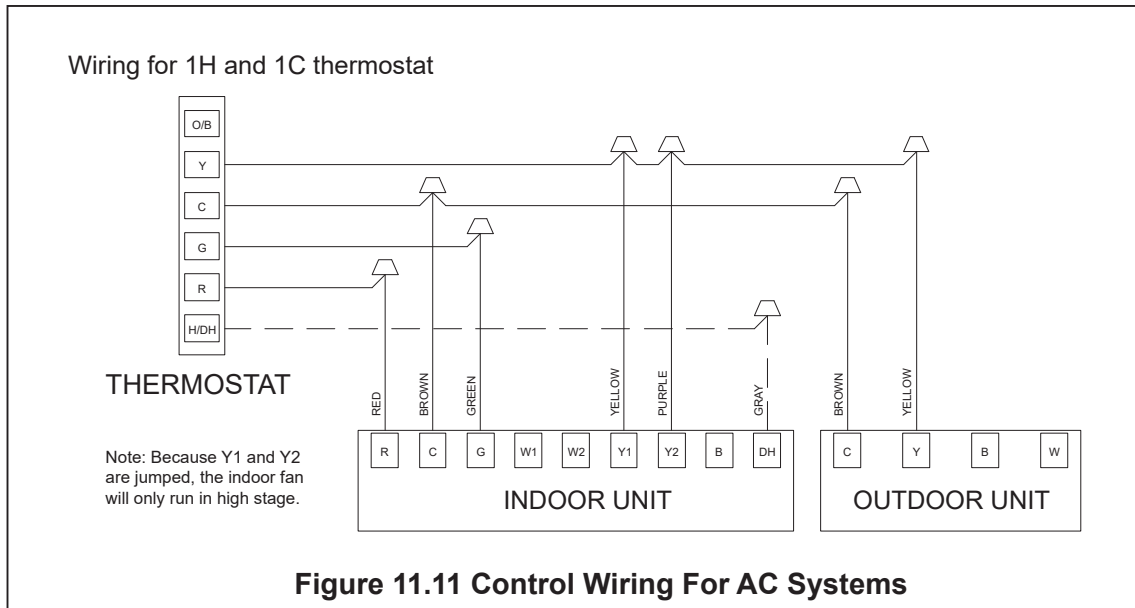 Wiring for 1H and 1C thermostat
O/B
Y
C
G
R
H/DH
THERMOSTAT
Note: Because Y1 and Y2
are jumped, the indoor fan
will only run in high stage.
RED
BROWN
GREEN
YELLOW
PURPLE
GRAY
BROWN
YELLOW
R C G W1 W2 Y1 Y2 B DH
INDOOR UNIT
C Y B W
OUTDOOR UNIT
Figure 11.11 Control Wiring For AC Systems